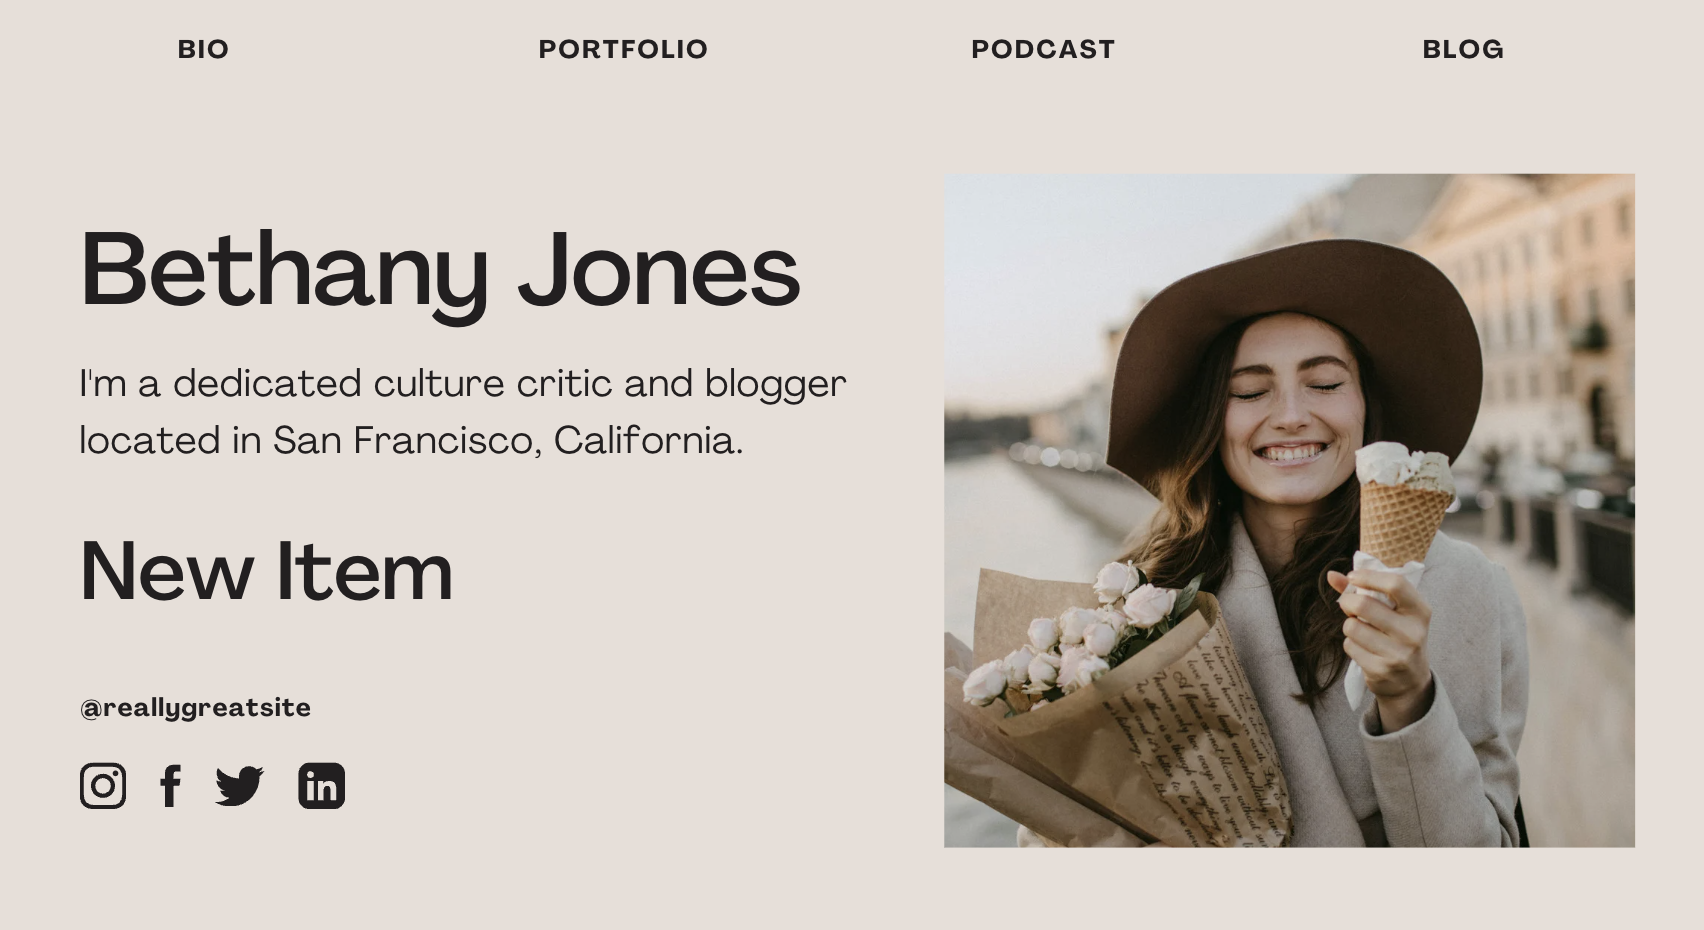 BIO
PORTFOLIO
PODCAST
BLOG
Bethany Jones
I'm a dedicated culture critic and blogger
located in San Francisco, California.
New Item
@reallygreatsite
f
in